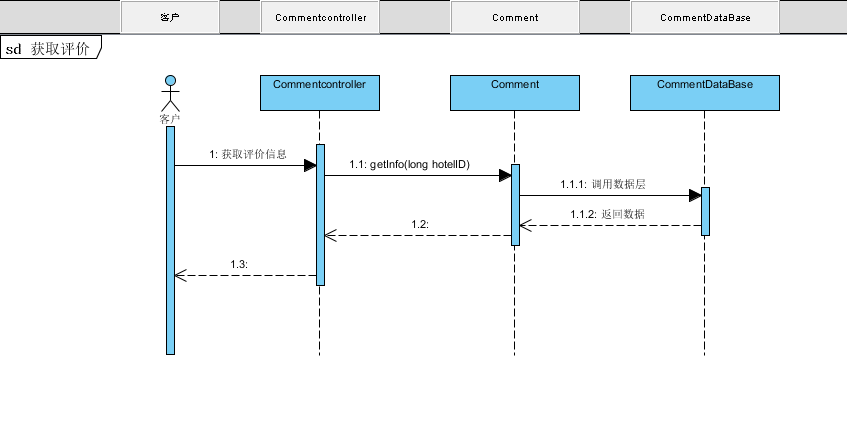 客户
Commentcontroller
Comment
CommentDataBase
sd 获取评价
Commentcontroller
Comment
CommentDataBase
客户
1: 获取评价信息
1.1: getInfo(long hotelID)
1.1.1: 调用数据层
1.1.2: 返回数据
1.2:
1.3: